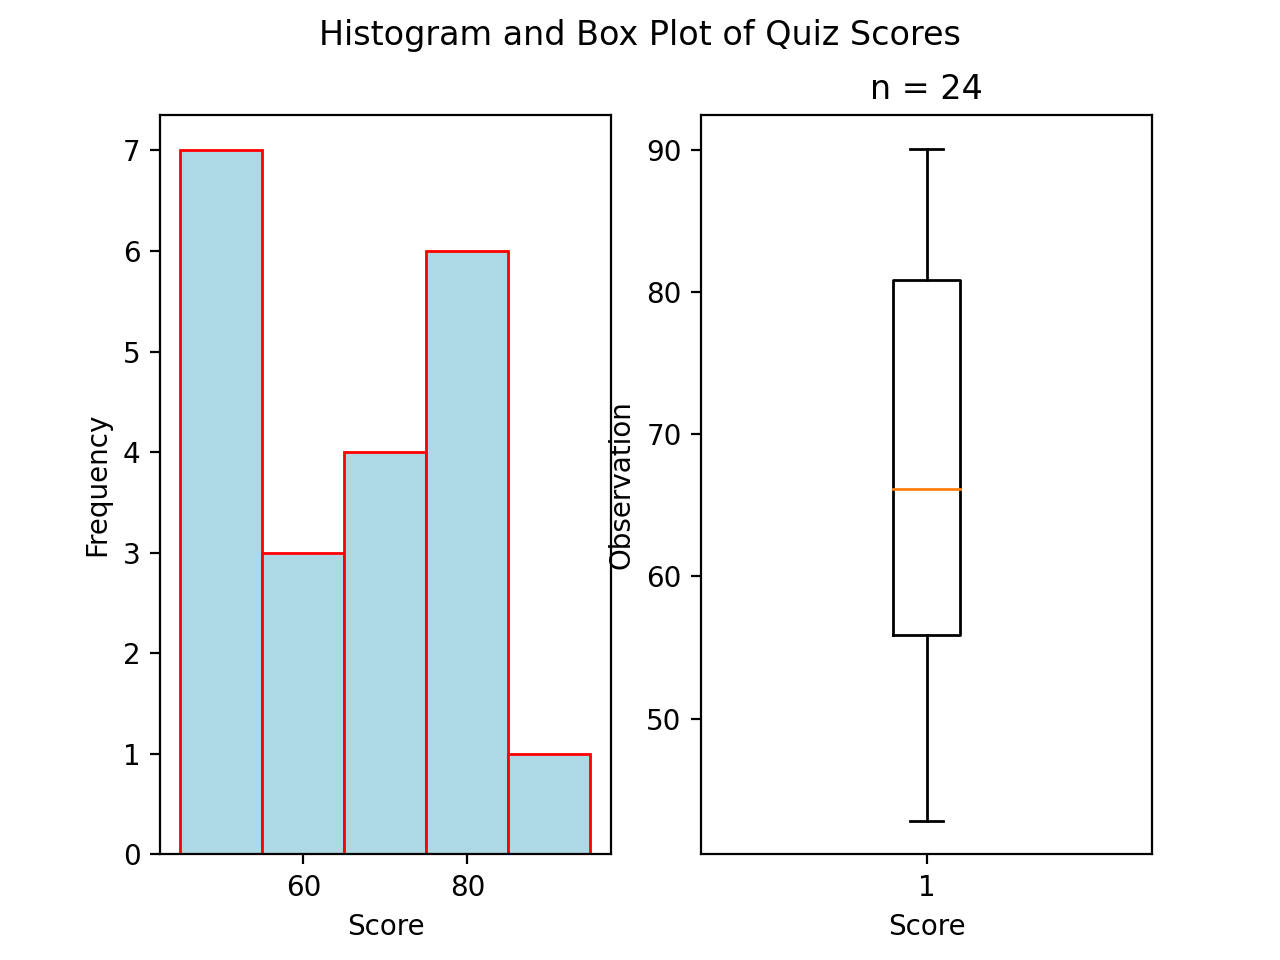 Histogram and Box Plot of Quiz Scores
7
6
5
4
3
2
1
0
Frequency
60 80
Score
n = 24
90
80
70
60
50
Observation
1
Score